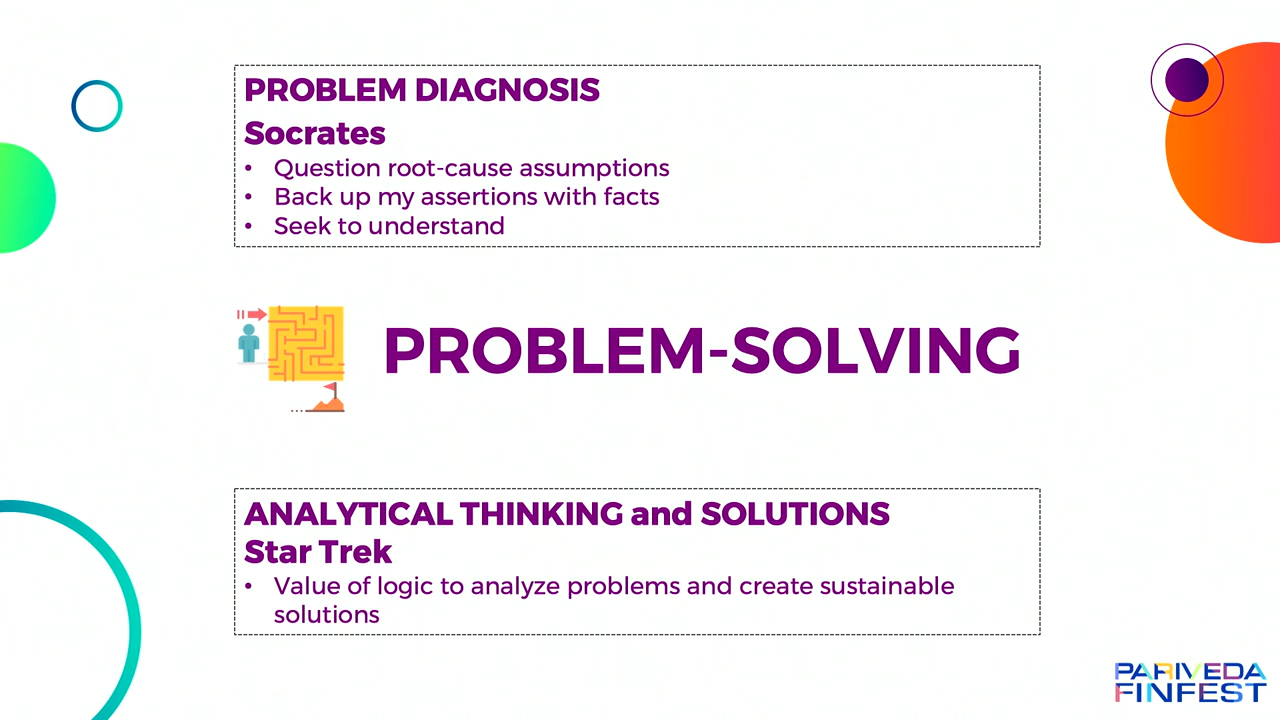 PROBLEM DIAGNOSIS
Socrates
• Question root-cause assumptions
• Back up my assertions with facts
• Seek to understand
PROBLEM-SOLVING
ANALYTICAL THINKING and SOLUTIONS
Star Trek
• Value of logic to analyze problems and create sustainable
solutions
PARIVEDA
FINFEST